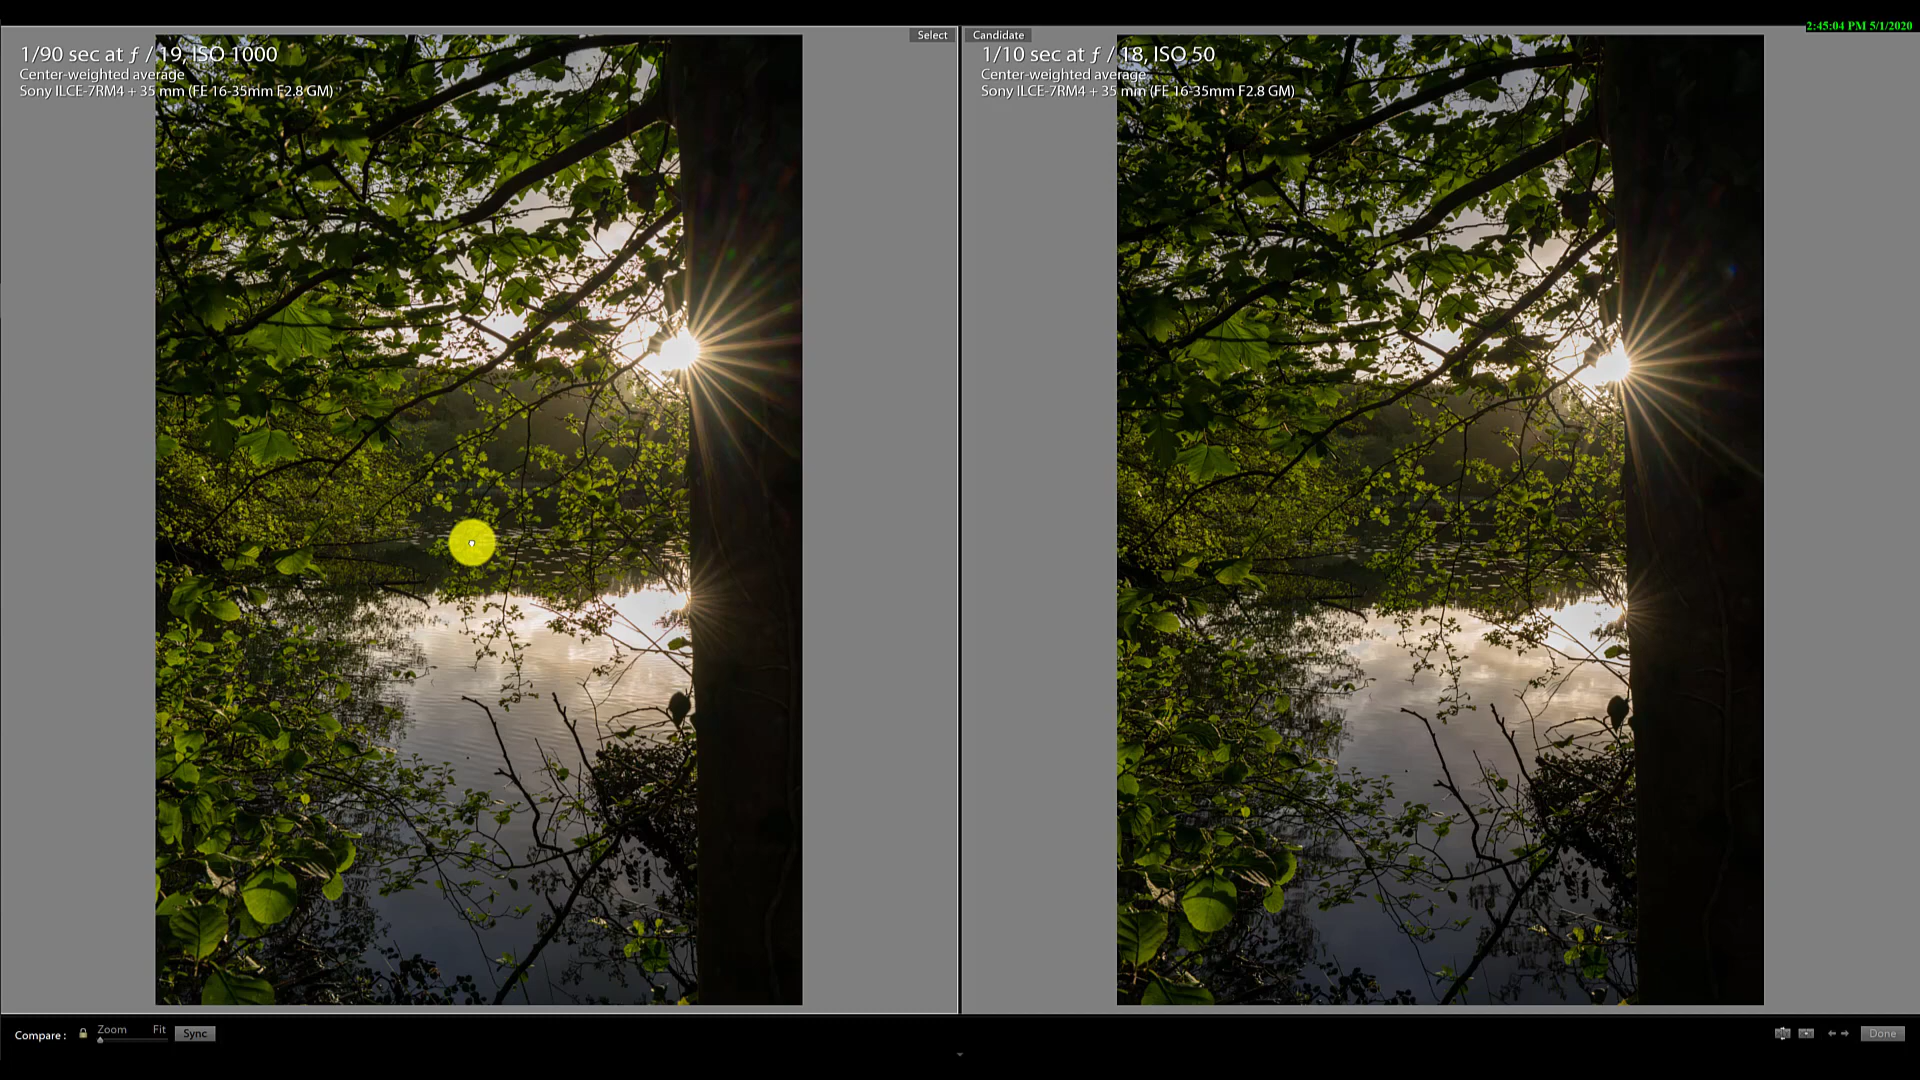 2:45:04 PM 5/1/2020
Select
Candidate
1/90 sec at ƒ / 19, ISO 1000
Center-weighted average
Sony ILCE-7RM4 + 35 mm (FE 16-35mm F2.8 GM)
1/10 sec at ƒ / 18, ISO 50
Center-weighted average
Sony ILCE-7RM4 + 35 mm (FE 16-35mm F2.8 GM)
Compare : Zoom Fit Sync
Done